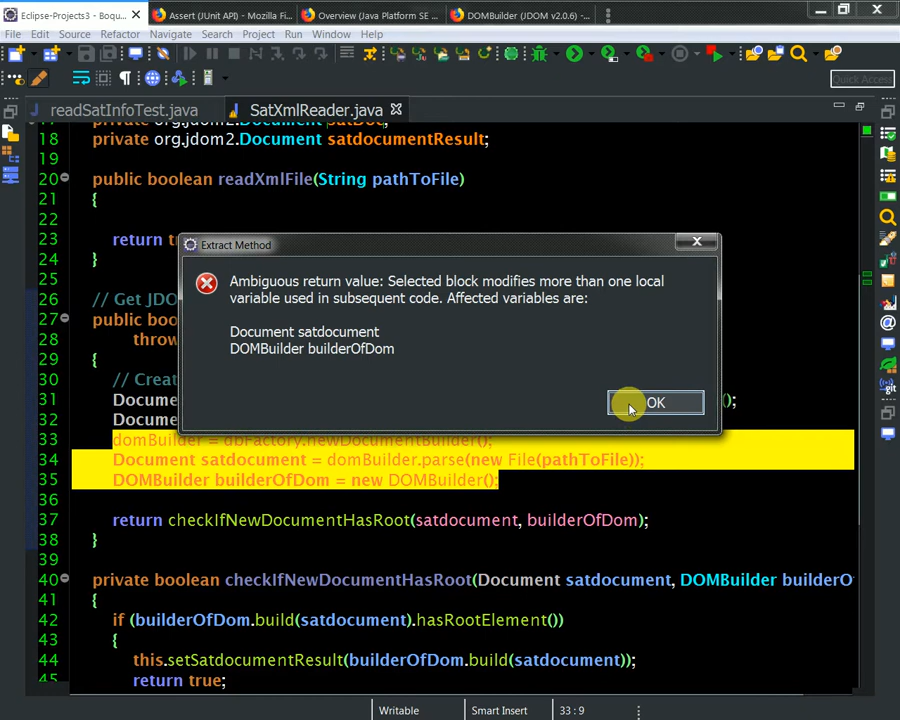 Eclipse-Projects3 - Boqu...
Assert (JUnit API) - Mozilla Fi...
Overview (Java Platform SE ...
DOMBuilder (JDOM v2.0.6) - ...
File Edit Source Refactor Navigate Search Project Run Window Help
Quick Access
readSatInfoTest.java
SatXmlReader.java
private org.jdom2.Document satDoc;
18 private org.jdom2.Document satdocumentResult;
19
20 public boolean readXmlFile(String pathToFile)
21 {
22
23 return
24 }
25
26 // Get JDO
27 public boo
28 throw
29 {
30 // Creat
31 Docume ();
32 Docume
33 domBuilder = dbFactory.newDocumentBuilder();
34 Document satdocument = domBuilder.parse(new File(pathToFile));
35 DOMBuilder builderOfDom = new DOMBuilder();
36
37 return checkIfNewDocumentHasRoot(satdocument, builderOfDom);
38 }
39
40 private boolean checkIfNewDocumentHasRoot(Document satdocument, DOMBuilder builderO
41 {
42 if (builderOfDom.build(satdocument).hasRootElement())
43 {
44 this.setSatdocumentResult(builderOfDom.build(satdocument));
45 return true;
Extract Method
Ambiguous return value: Selected block modifies more than one local
variable used in subsequent code. Affected variables are:
Document satdocument
DOMBuilder builderOfDom
OK
Writable
Smart Insert
33 : 9